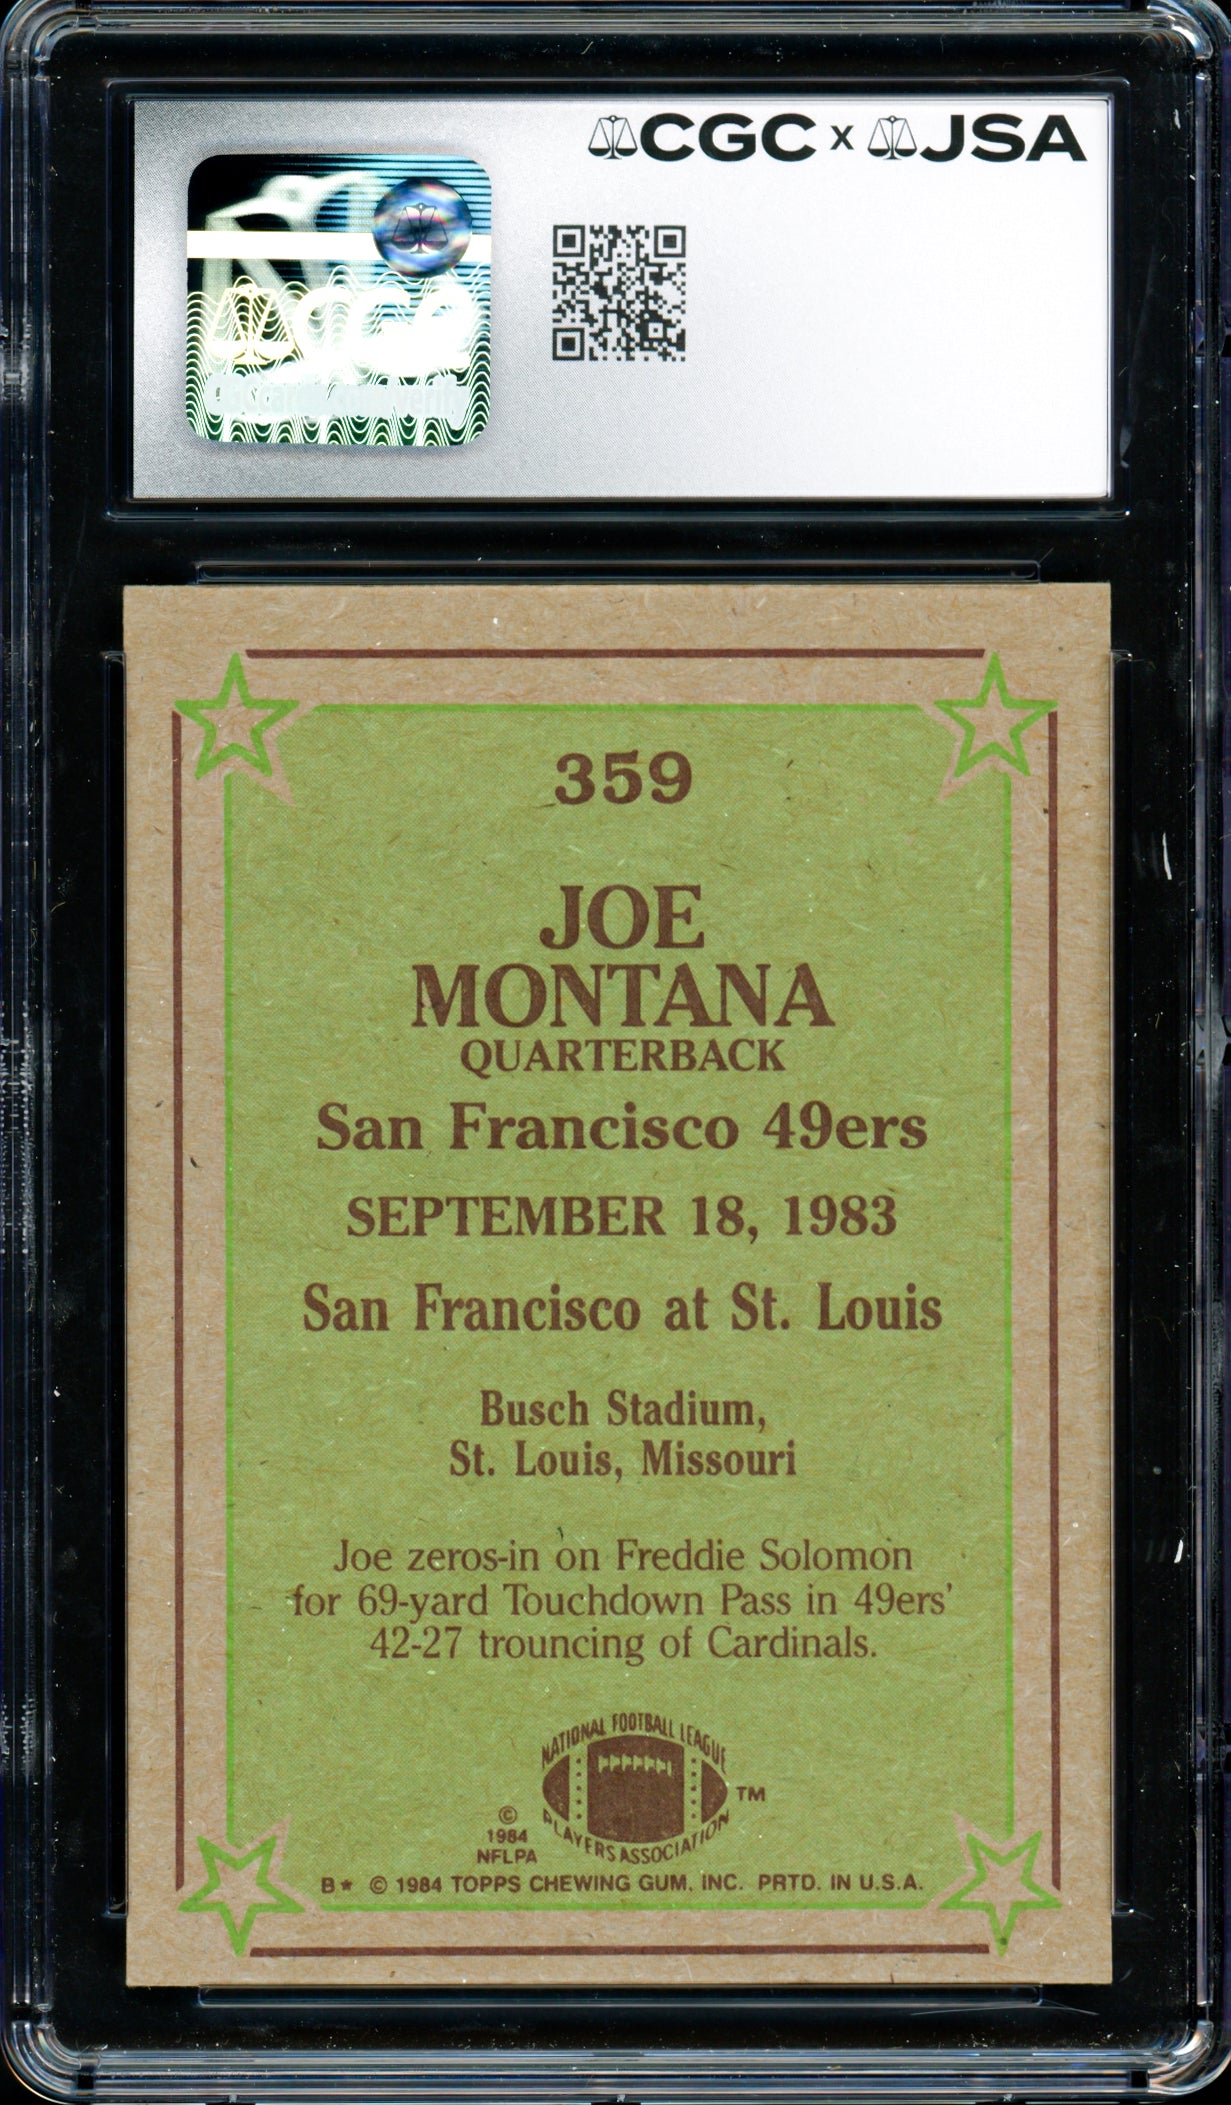 CGC x JSA
CGC
359
JOE
MONTANA
QUARTERBACK
San Francisco 49ers
SEPTEMBER 18, 1983
San Francisco at St. Louis
Busch Stadium,
St. Louis, Missouri
Joe zeros-in on Freddie Solomon
for 69-yard Touchdown Pass in 49ers'
42-27 trouncing of Cardinals.
NATIONAL FOOTBALL LEAGUE
PLAYERS ASSOCIATION
TM
©
1984
NFLPA
B* © 1984 TOPPS CHEWING GUM, INC. PRTD. IN U.S.A.